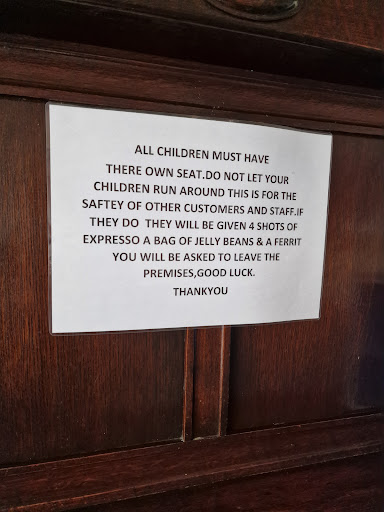 ALL CHILDREN MUST HAVE
THERE OWN SEAT.DO NOT LET YOUR
CHILDREN RUN AROUND THIS IS FOR THE
SAFTEY OF OTHER CUSTOMERS AND STAFF.IF
THEY DO THEY WILL BE GIVEN 4 SHOTS OF
EXPRESSO A BAG OF JELLY BEANS & A FERRIT
YOU WILL BE ASKED TO LEAVE THE
PREMISES,GOOD LUCK.
THANKYOU